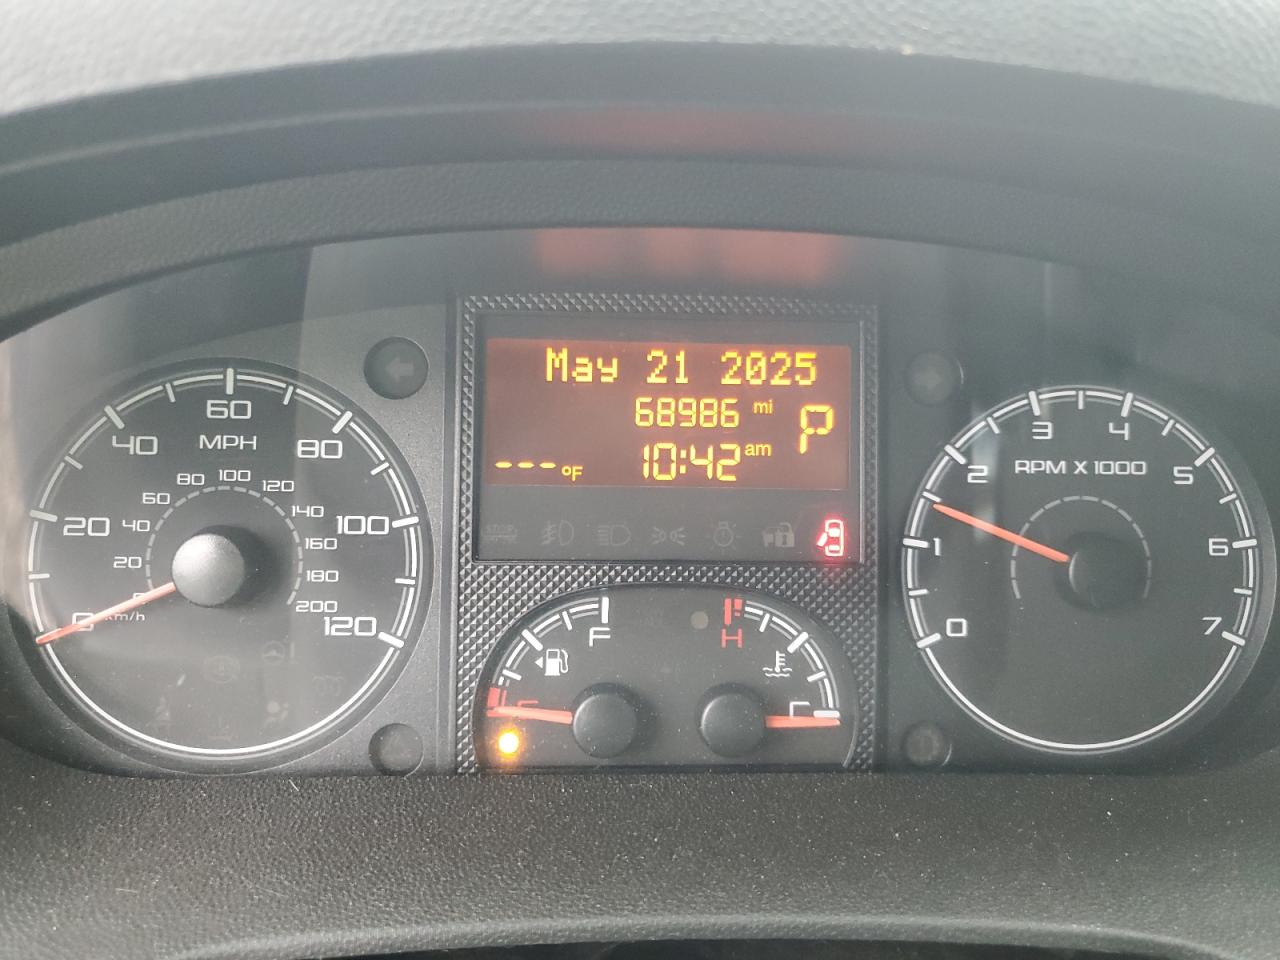 May 21 2025
68986 mi
P
---°F 10:42 am
MPH
0 20 40 60 80 100 120
20 40 60 80 100 120 140 160 180 200
km/h
RPM X 1000
0 1 2 3 4 5 6 7
F
H
C